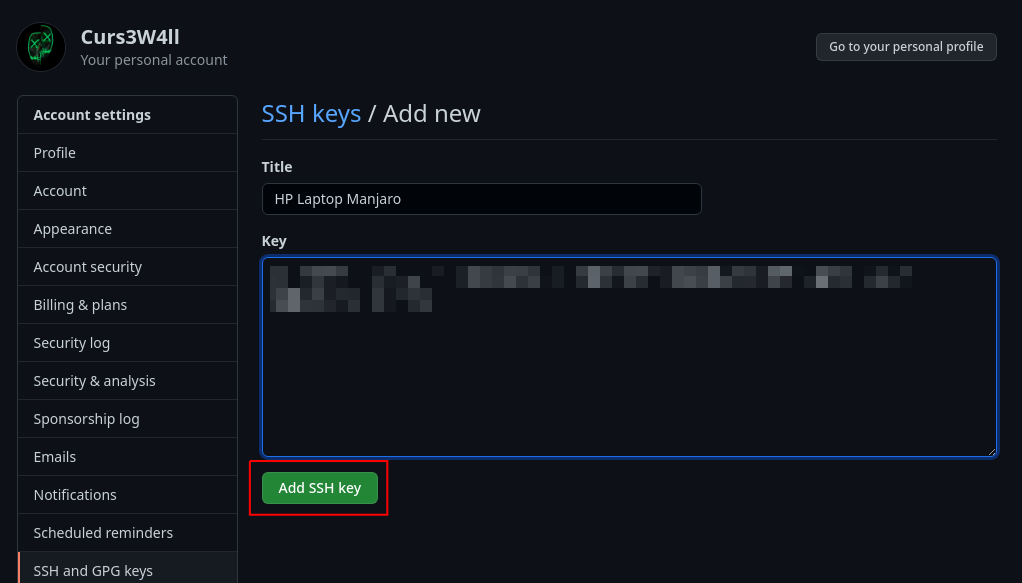 Curs3W4ll
Your personal account
Go to your personal profile
Account settings
Profile
Account
Appearance
Account security
Billing & plans
Security log
Security & analysis
Sponsorship log
Emails
Notifications
Scheduled reminders
SSH and GPG keys
SSH keys / Add new
Title
HP Laptop Manjaro
Key
Add SSH key